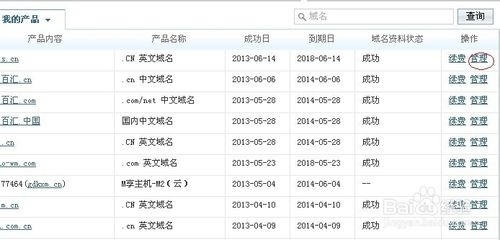 我的产品 域名 查询
产品内容 产品名称 成功日 到期日 域名资料状态 操作
s.cn .CN 英文域名 2013-06-14 2018-06-14 成功 续费 管理
百汇.cn .cn 中文域名 2013-06-06 2014-06-06 成功 续费 管理
百汇.com .com/net 中文域名 2013-05-28 2014-05-28 成功 续费 管理
百汇.中国 国内中文域名 2013-05-28 2014-05-28 成功 续费 管理
.cn .CN 英文域名 2013-05-28 2014-05-28 成功 续费 管理
o-wm.com .com 英文域名 2013-05-23 2018-05-23 成功 续费 管理
77464(gdkom.cn) M享主机-M2(云) 2013-05-04 2014-06-04 -- 续费 管理
m.cn .CN 英文域名 2013-04-10 2014-04-10 成功 续费 管理
.com.cn .cn 英文域名 2013-04-09 2014-04-09 成功 续费
Baidu经验